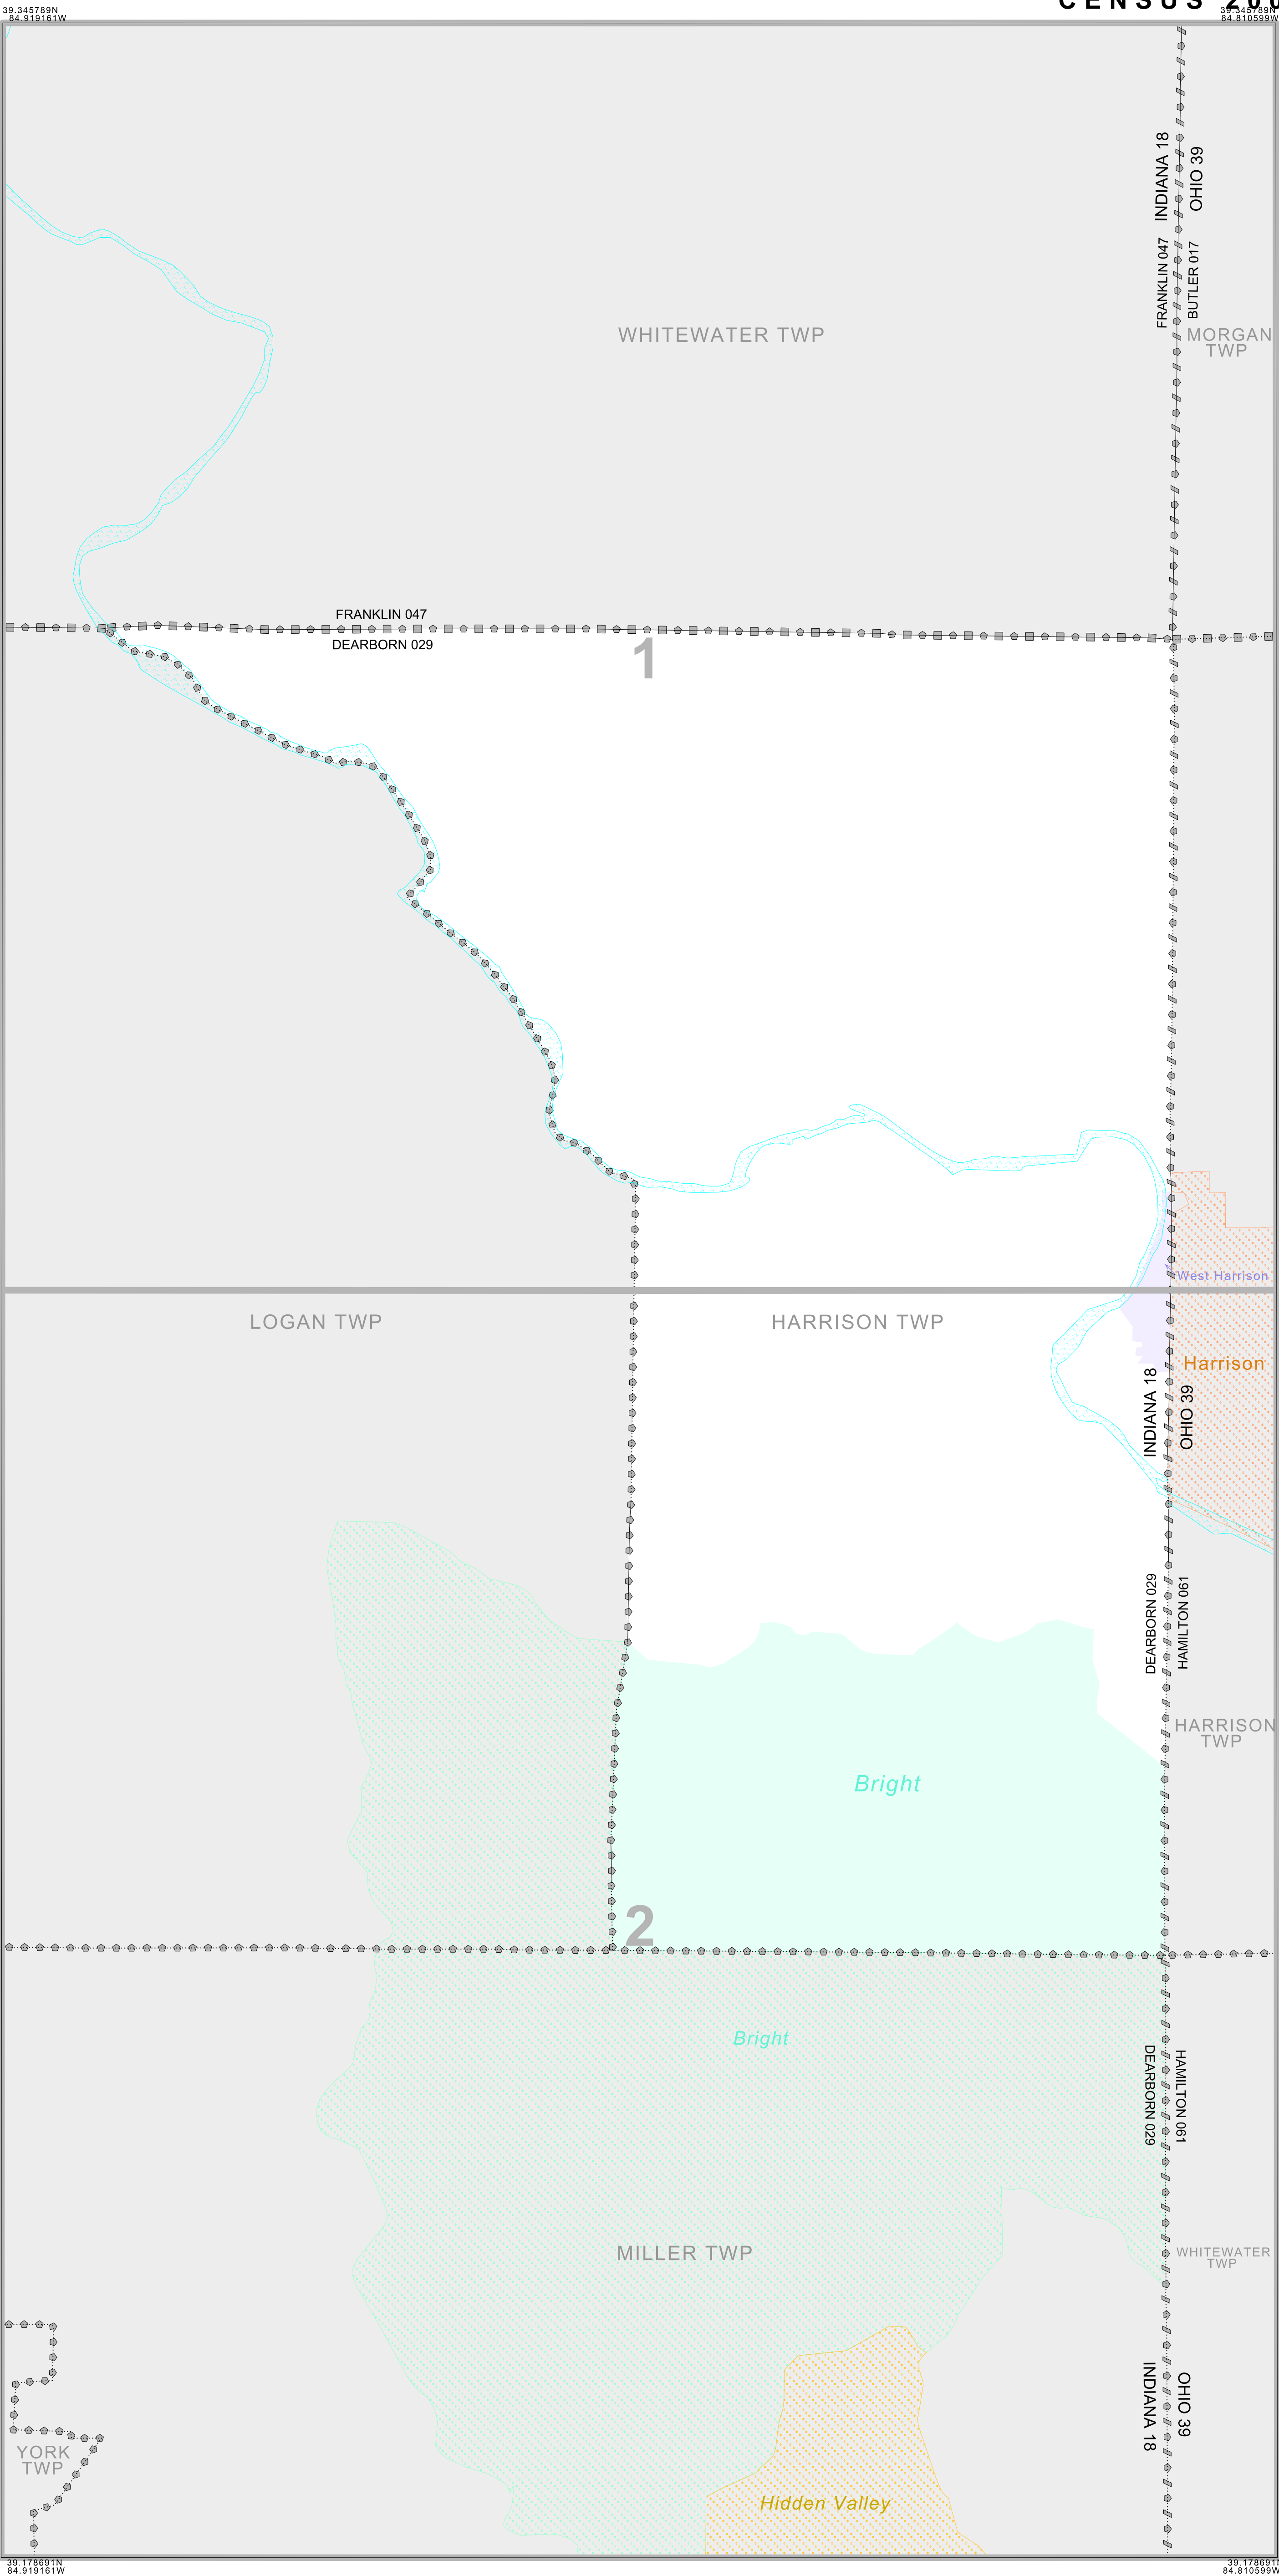 CENSUS 200
39.345789N
84.919161W
39.345789N
84.810599W
INDIANA 18
OHIO 39
FRANKLIN 047
BUTLER 017
WHITEWATER TWP
MORGAN
TWP
FRANKLIN 047
DEARBORN 029
1
West Harrison
LOGAN TWP
HARRISON TWP
Harrison
INDIANA 18
OHIO 39
DEARBORN 029
HAMILTON 061
HARRISON
TWP
Bright
2
Bright
HAMILTON 061
DEARBORN 029
MILLER TWP
WHITEWATER
TWP
OHIO 39
INDIANA 18
YORK
TWP
Hidden Valley
39.178691N
84.919161W
39.178691N
84.810599W